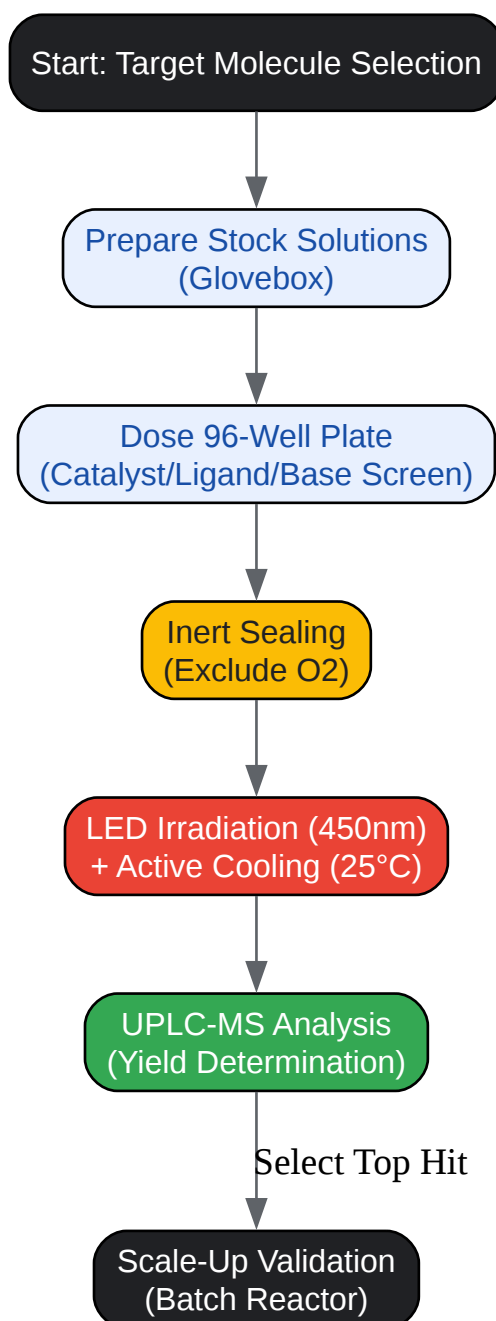 Start: Target Molecule Selection
Prepare Stock Solutions
(Glovebox)
Dose 96-Well Plate
(Catalyst/Ligand/Base Screen)
Inert Sealing
(Exclude O2)
LED Irradiation (450nm)
+ Active Cooling (25°C)
UPLC-MS Analysis
(Yield Determination)
Select Top Hit
Scale-Up Validation
(Batch Reactor)